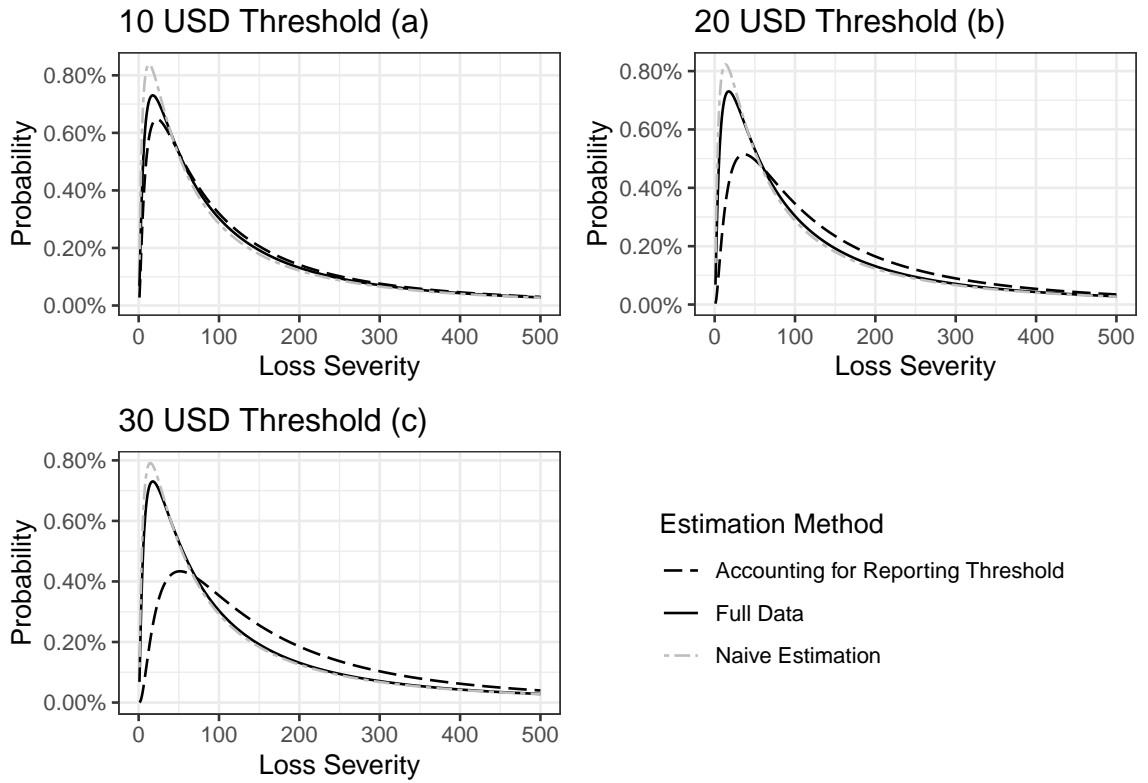 10 USD Threshold (a)
0.80%
0.60%
0.40%
0.20%
0.00%
Probability
0 100 200 300 400 500
Loss Severity
20 USD Threshold (b)
0.80%
0.60%
0.40%
0.20%
0.00%
Probability
0 100 200 300 400 500
Loss Severity
30 USD Threshold (c)
0.80%
0.60%
0.40%
0.20%
0.00%
Probability
0 100 200 300 400 500
Loss Severity
Estimation Method
Accounting for Reporting Threshold
Full Data
Naive Estimation